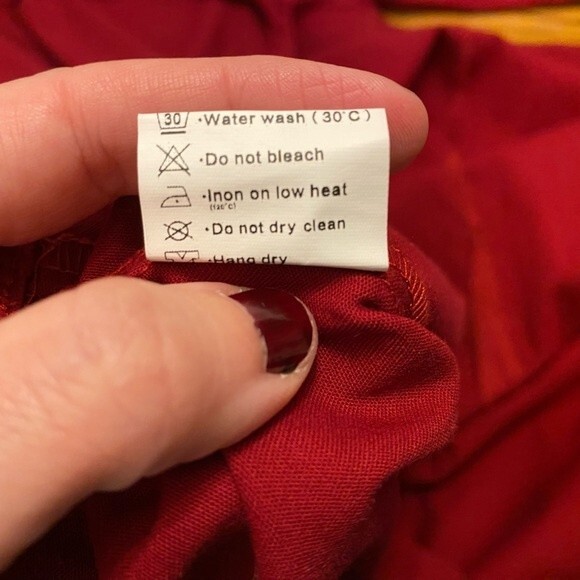 30 ·Water wash (30°C)
·Do not bleach
·Inon on low heat
(120°C)
·Do not dry clean
·Hang dry